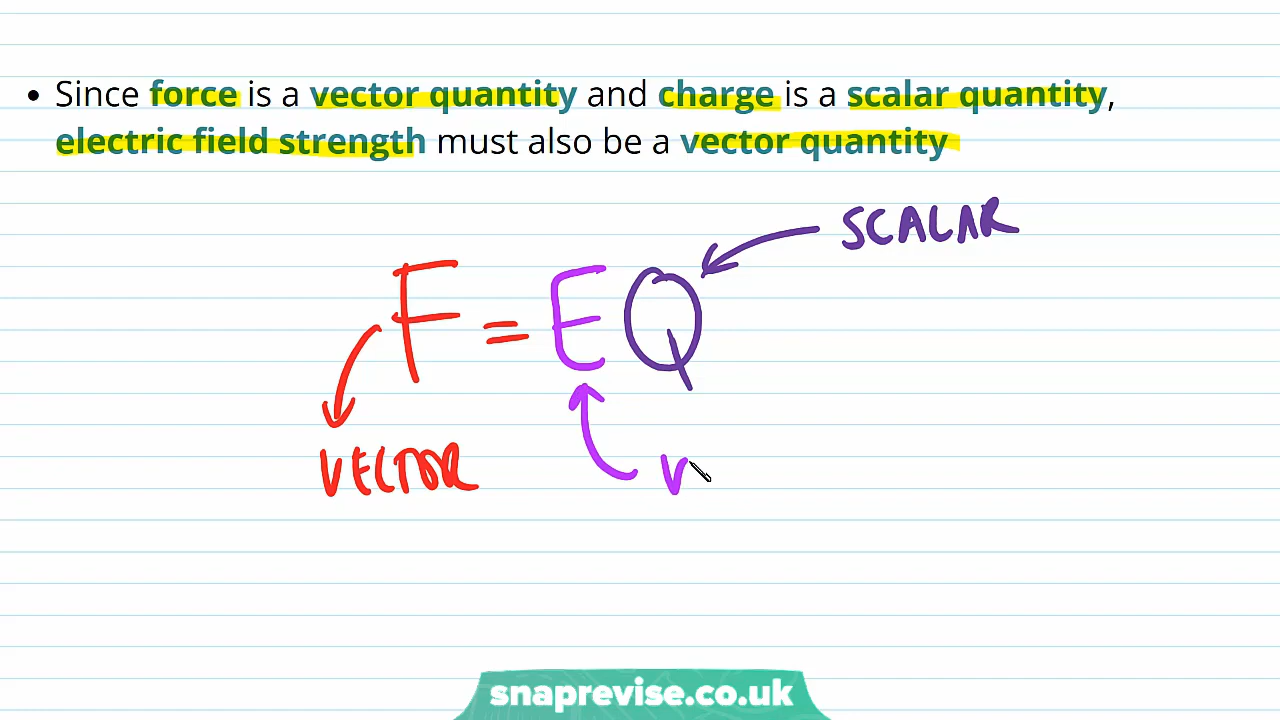 • Since force is a vector quantity and charge is a scalar quantity,
electric field strength must also be a vector quantity
SCALAR
F = EQ
VECTOR
V
snaprevise.co.uk